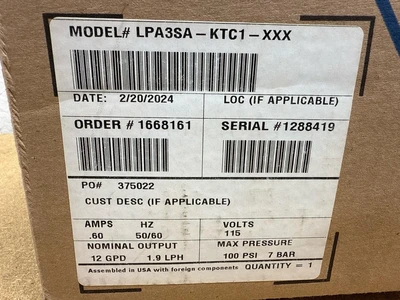 MODEL# LPA3SA-KTC1-XXX
DATE: 2/20/2024 LOC (IF APPLICABLE)
ORDER # 1668161 SERIAL #1288419
PO# 375022
CUST DESC (IF APPLICABLE)
AMPS HZ VOLTS
.60 50/60 115
NOMINAL OUTPUT MAX PRESSURE
12 GPD 1.9 LPH 100 PSI 7 BAR
Assembled in USA with foreign components QUANTITY = 1